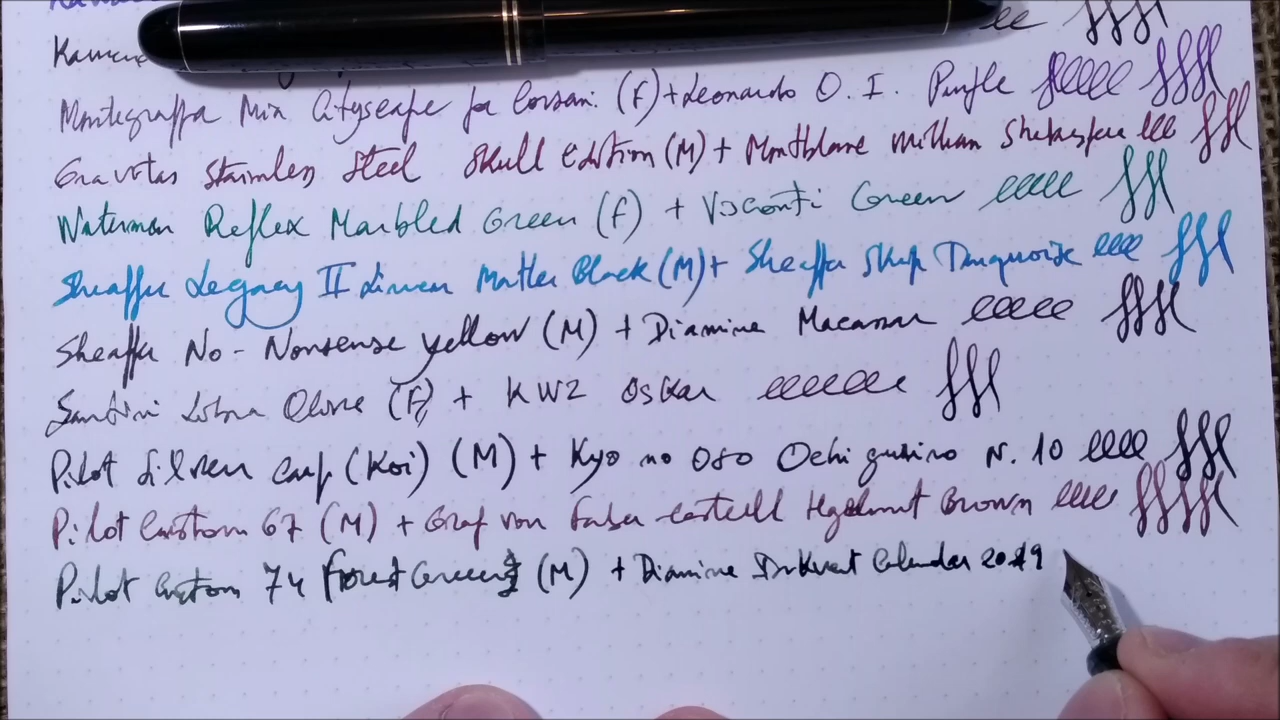 Montegrappa Mia Cityscape for Corsani (F) + Leonardo O. I. Purple
Gravitas Stainless Steel Skull Edition (M) + Montblanc William Shakespeare
Waterman Reflex Marbled Green (F) + Visconti Green
Sheaffer Legacy II Linen Matte Black (M) + Sheaffer Skrip Turquoise
Sheaffer No-Nonsense yellow (M) + Diamine Macassar
Santini Libra Olive (F) + KWZ Oskar
Pilot Silvern carp (Koi) (M) + Kyo no Oto N. 10
Pilot Custom 67 (M) + Graf von Faber-Castell Hazelnut Brown
Pilot Custom 74 Forest Green (M) + Diamine InkVent Calendar 2019